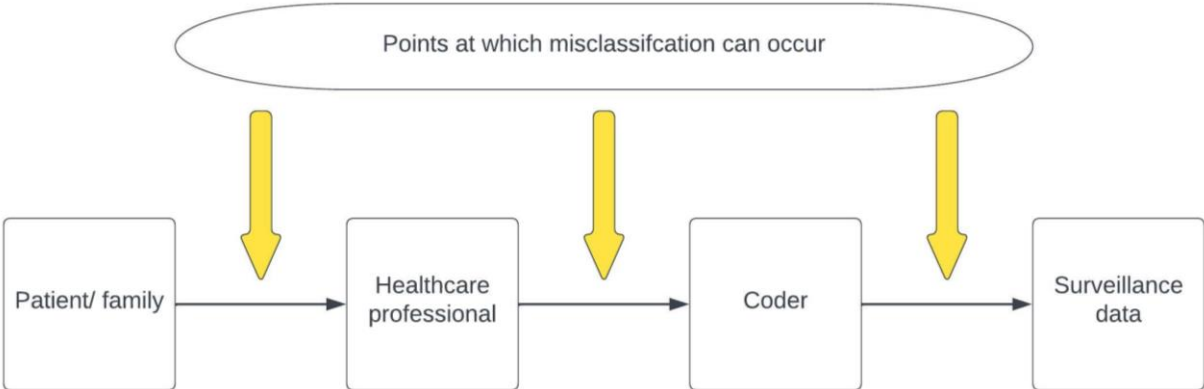 Points at which misclassifcation can occur
Patient/ family
Healthcare
professional
Coder
Surveillance
data